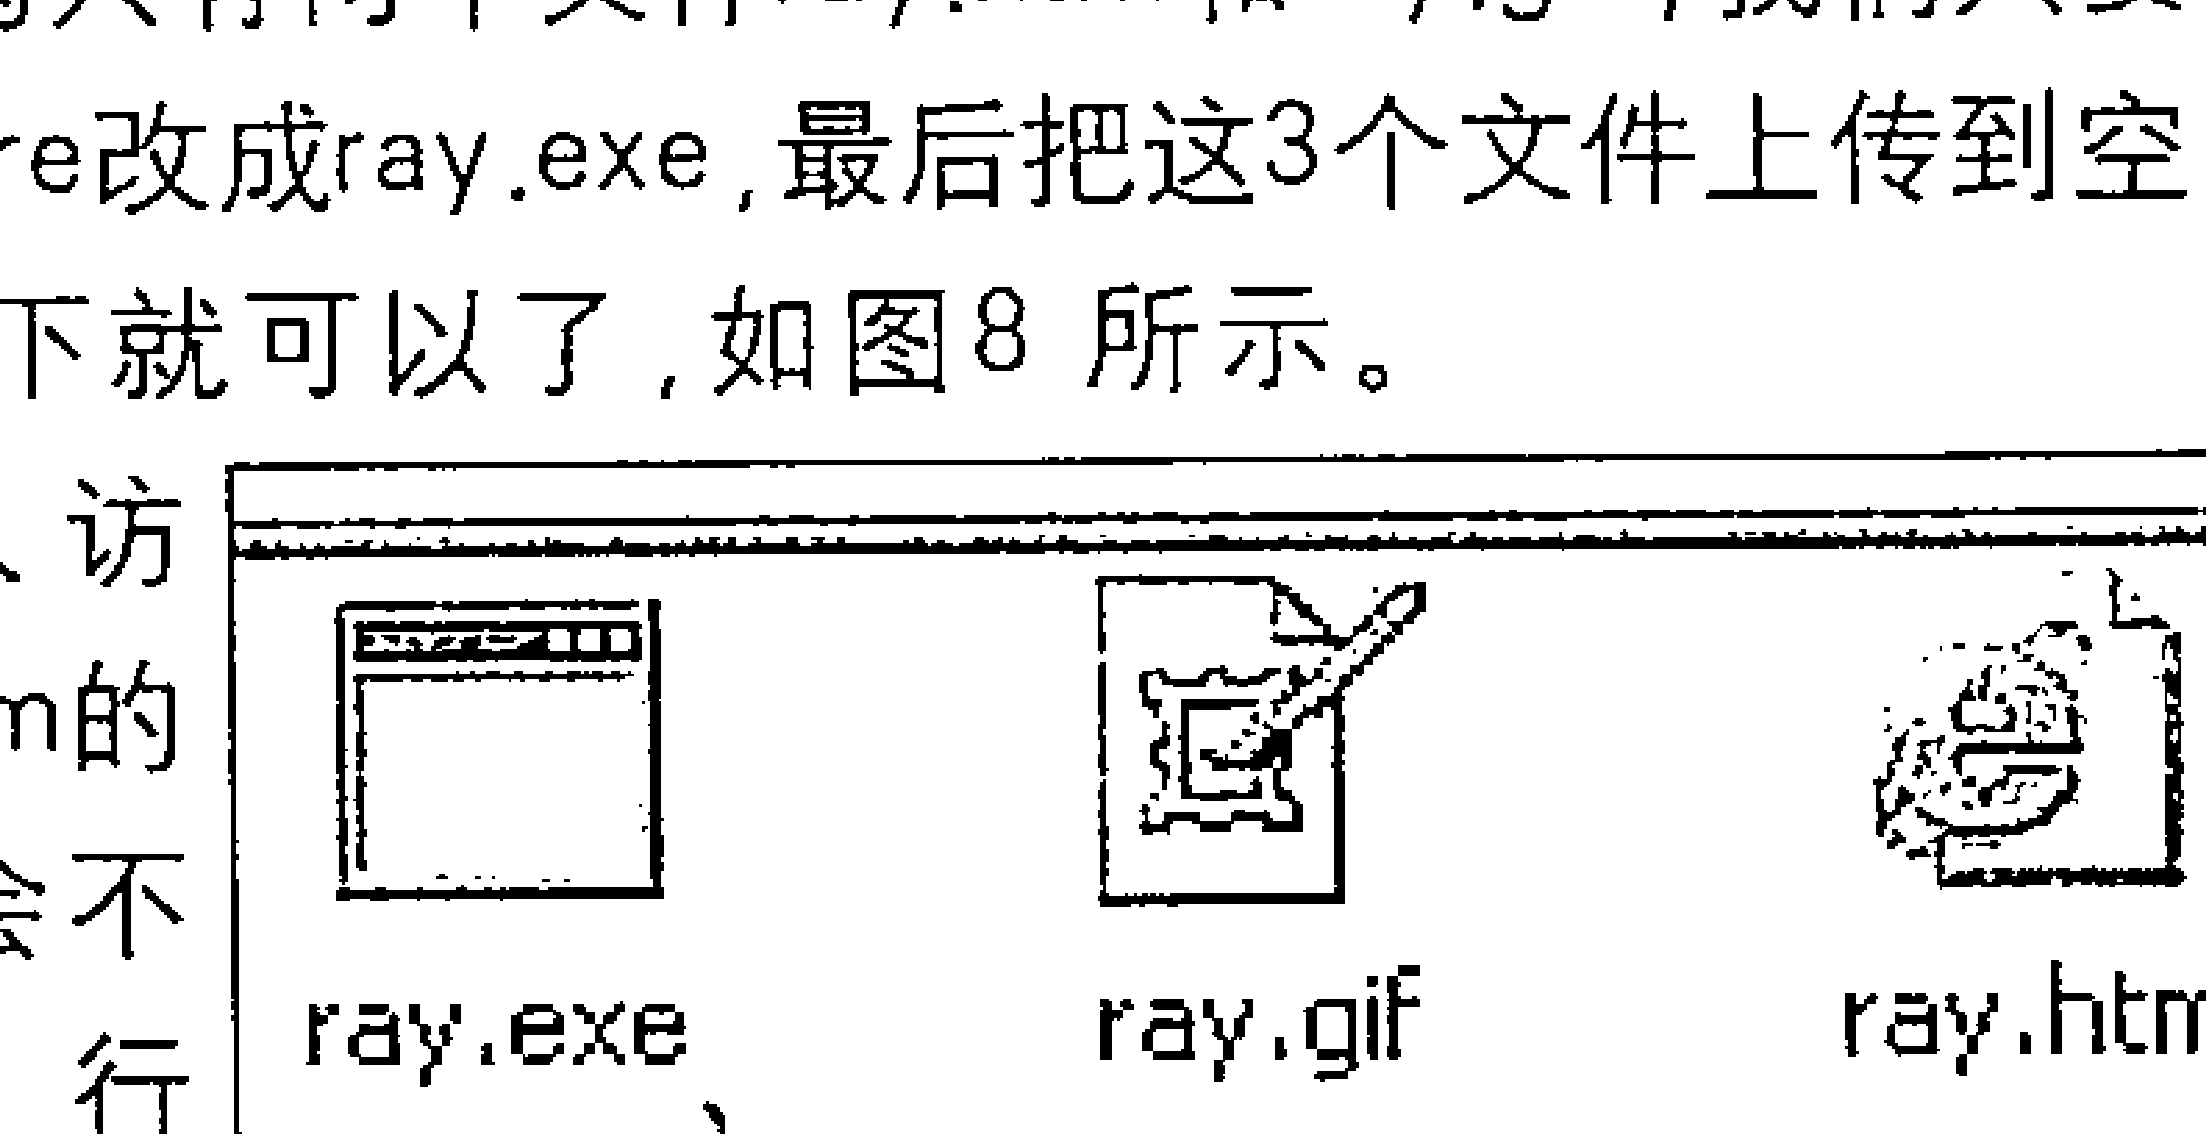 re改成ray.exe,最后把这3个文件上传到空
下就可以了,如图8 所示。
访
m的
不
行
ray.exe
ray.gif
ray.htm